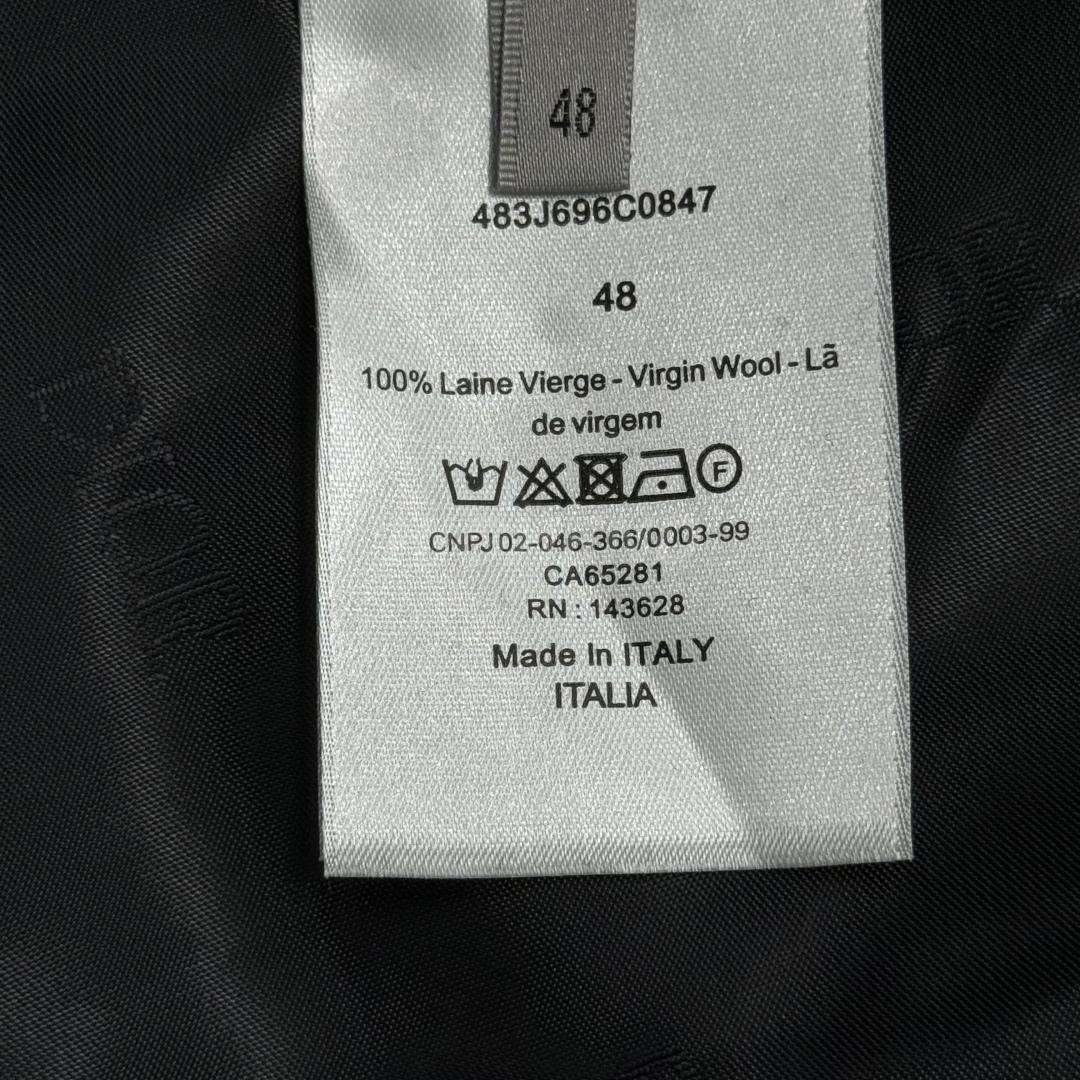 48
483J696C0847
48
100% Laine Vierge - Virgin Wool - Lã
de virgem
F
CNPJ 02-046-366/0003-99
CA65281
RN : 143628
Made In ITALY
ITALIA